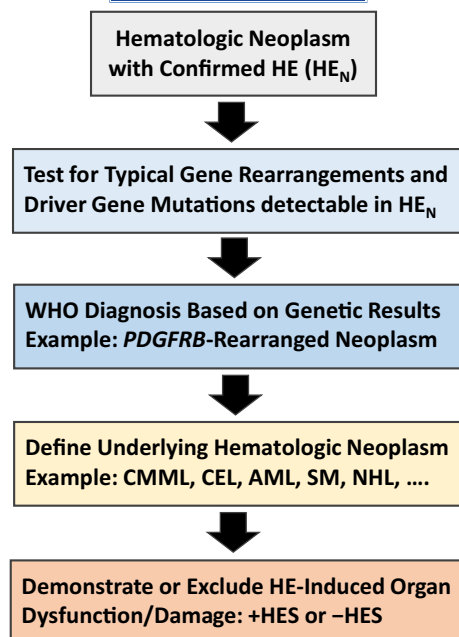 Hematologic Neoplasm
with Confirmed HE (HEN)
Test for Typical Gene Rearrangements and
Driver Gene Mutations detectable in HEN
WHO Diagnosis Based on Genetic Results
Example: PDGFRB-Rearranged Neoplasm
Define Underlying Hematologic Neoplasm
Example: CMML, CEL, AML, SM, NHL, ....
Demonstrate or Exclude HE-Induced Organ
Dysfunction/Damage: +HES or −HES